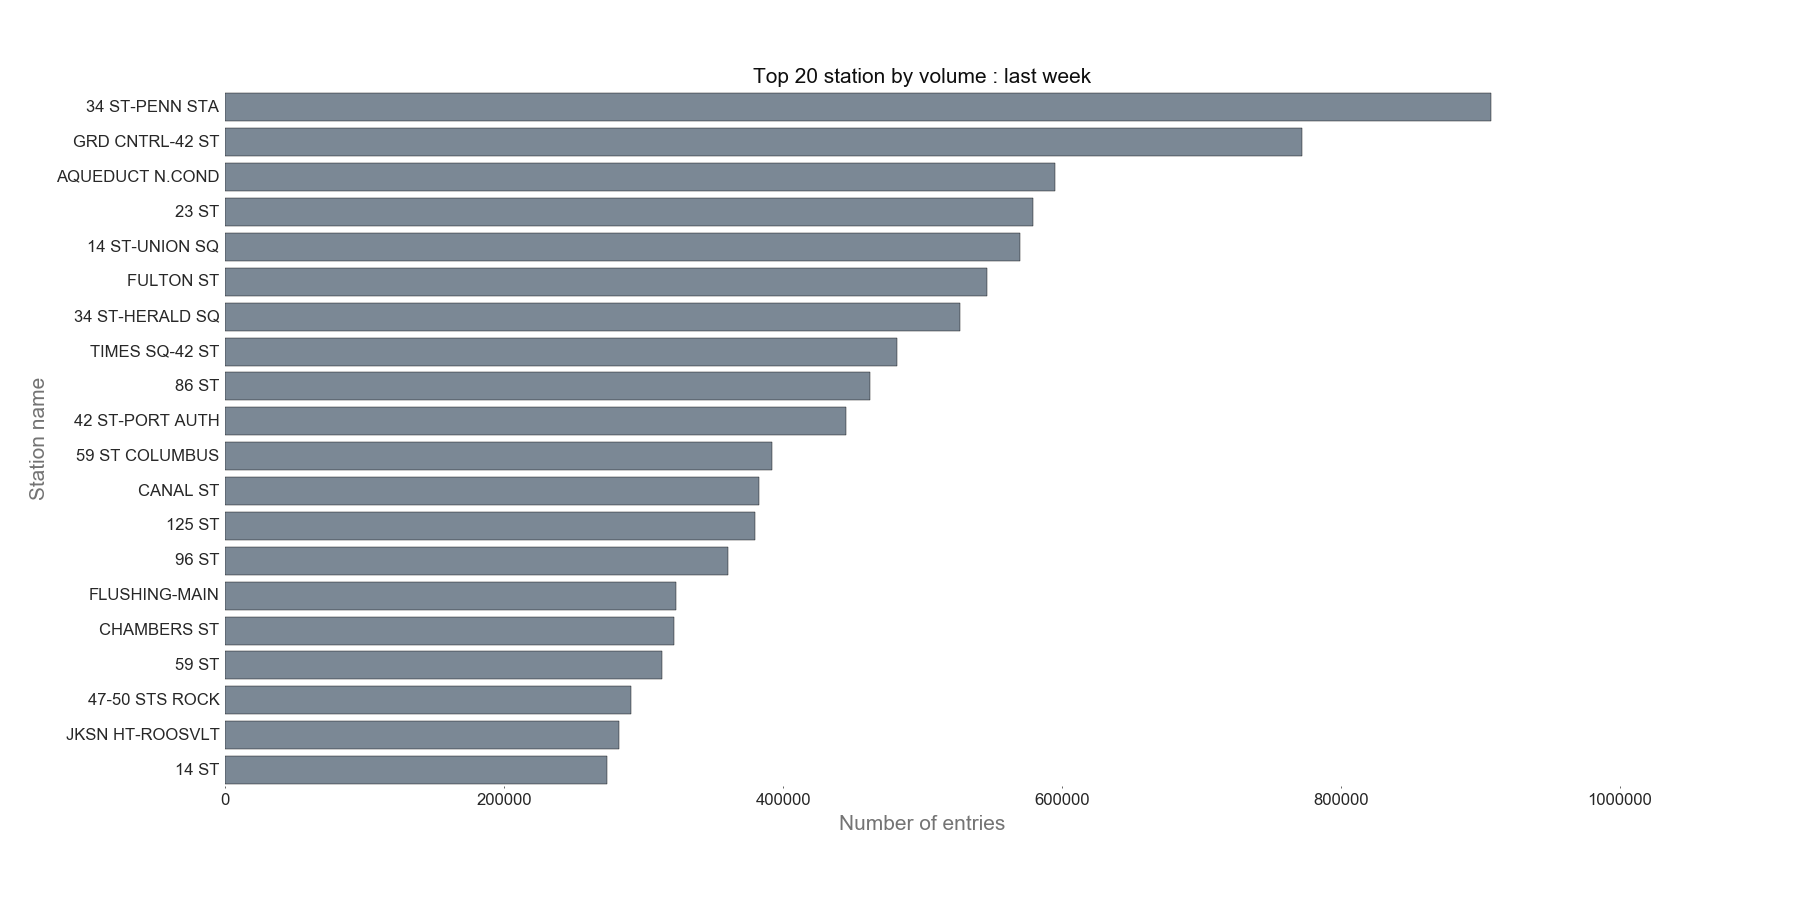 Top 20 station by volume : last week
34 ST-PENN STA
GRD CNTRL-42 ST
AQUEDUCT N.COND
23 ST
14 ST-UNION SQ
FULTON ST
34 ST-HERALD SQ
TIMES SQ-42 ST
86 ST
42 ST-PORT AUTH
59 ST COLUMBUS
CANAL ST
125 ST
96 ST
FLUSHING-MAIN
CHAMBERS ST
59 ST
47-50 STS ROCK
JKSN HT-ROOSVLT
14 ST
Station name
0 200000 400000 600000 800000 1000000
Number of entries